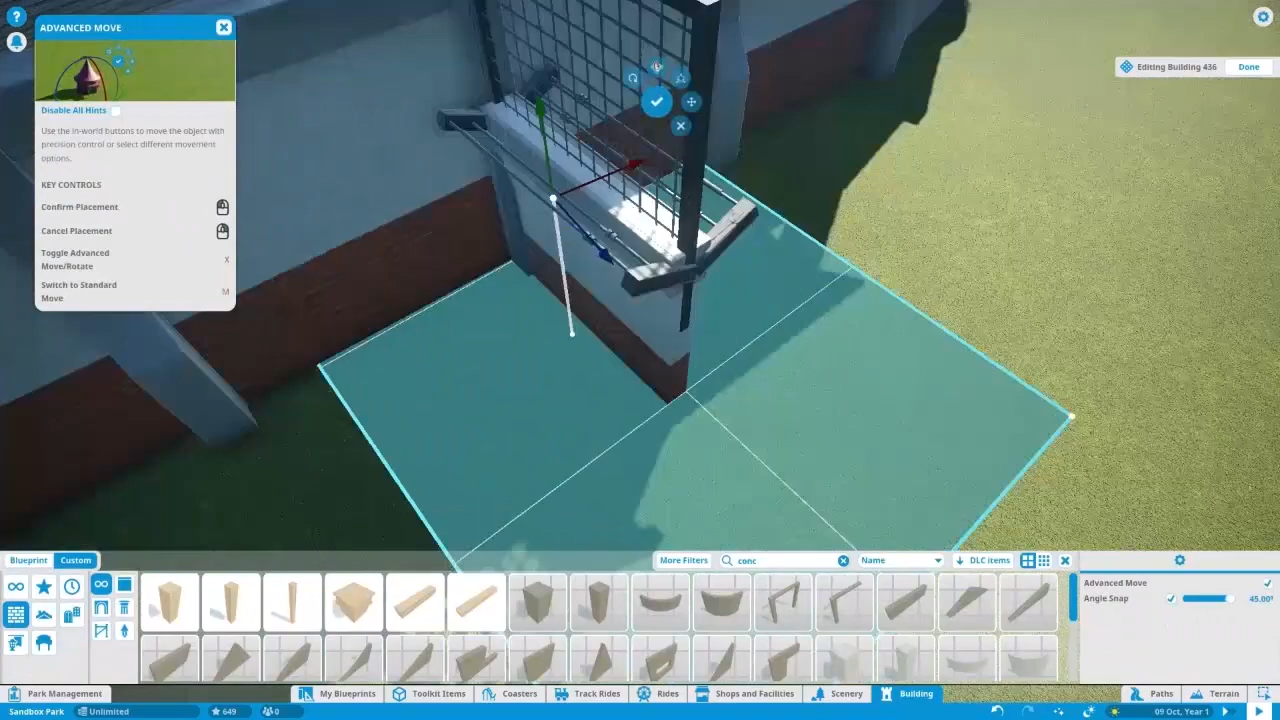 ADVANCED MOVE
Disable All Hints
Use the in-world buttons to move the object with
precision control or select different movement
options.
KEY CONTROLS
Confirm Placement
Cancel Placement
Toggle Advanced
Move/Rotate
X
Switch to Standard
Move
M
Editing Building 436
Done
Blueprint
Custom
More Filters
conc
Name
DLC items
Advanced Move
Angle Snap
45.00°
Park Management
My Blueprints
Toolkit Items
Coasters
Track Rides
Rides
Shops and Facilities
Scenery
Building
Paths
Terrain
Sandbox Park
Unlimited
649
0
09 Oct, Year 1